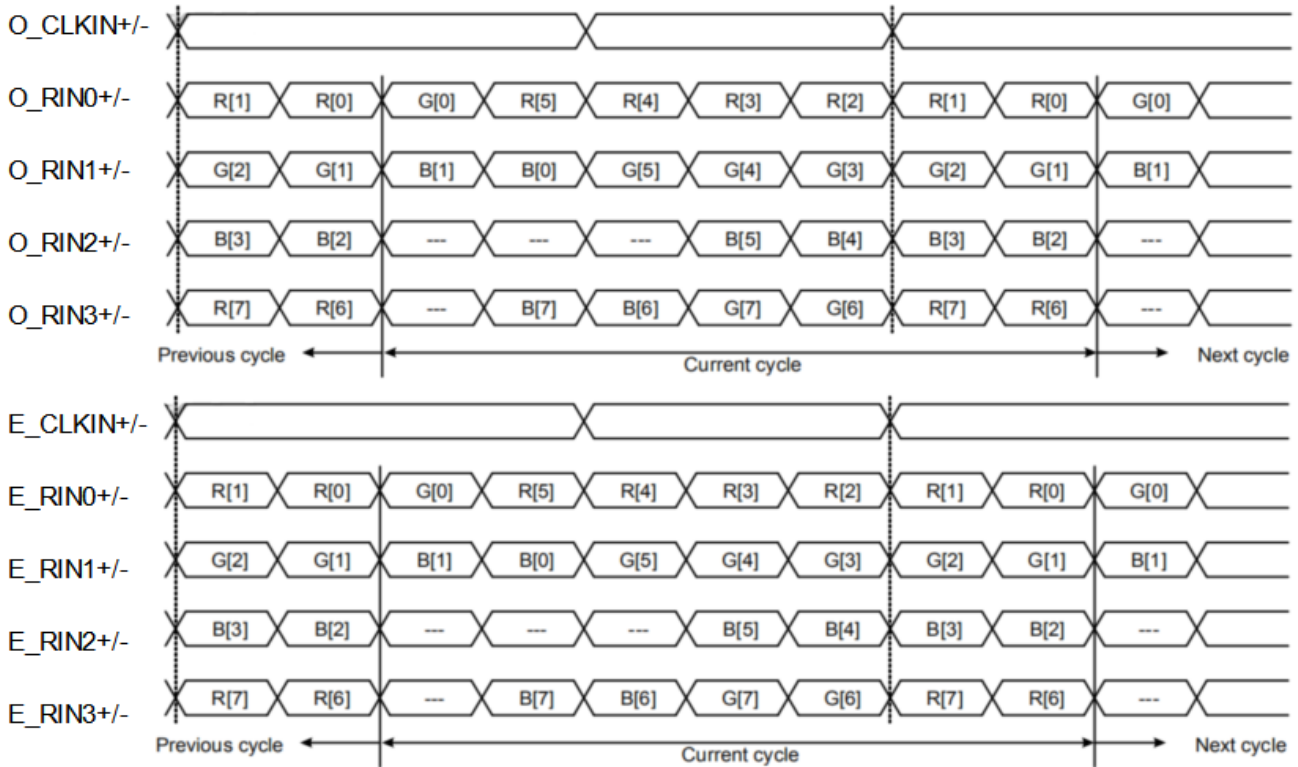 O_CLKIN+/-
O_RIN0+/- R[1] R[0] G[0] R[5] R[4] R[3] R[2] R[1] R[0] G[0]
O_RIN1+/- G[2] G[1] B[1] B[0] G[5] G[4] G[3] G[2] G[1] B[1]
O_RIN2+/- B[3] B[2] --- --- --- B[5] B[4] B[3] B[2] ---
O_RIN3+/- R[7] R[6] --- B[7] B[6] G[7] G[6] R[7] R[6] ---
Previous cycle Current cycle Next cycle
E_CLKIN+/-
E_RIN0+/- R[1] R[0] G[0] R[5] R[4] R[3] R[2] R[1] R[0] G[0]
E_RIN1+/- G[2] G[1] B[1] B[0] G[5] G[4] G[3] G[2] G[1] B[1]
E_RIN2+/- B[3] B[2] --- --- --- B[5] B[4] B[3] B[2] ---
E_RIN3+/- R[7] R[6] --- B[7] B[6] G[7] G[6] R[7] R[6] ---
Previous cycle Current cycle Next cycle